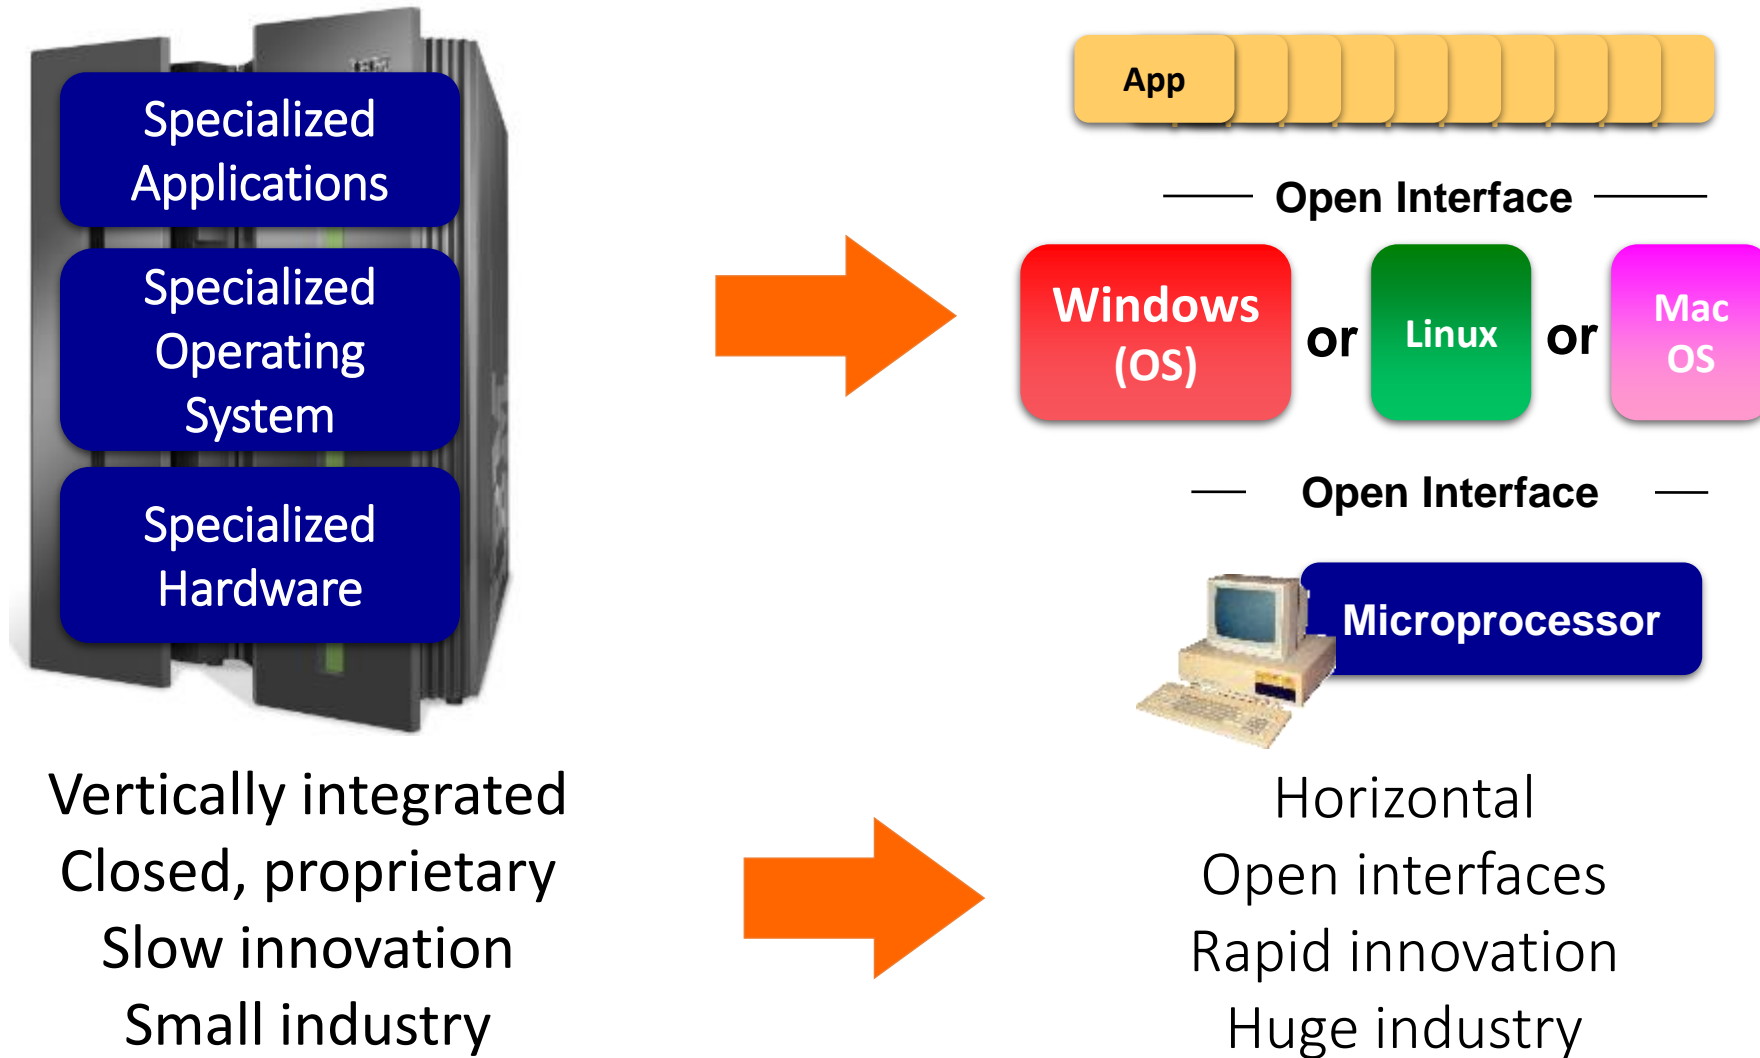 Specialized
Applications
Specialized
Operating
System
Specialized
Hardware
Vertically integrated
Closed, proprietary
Slow innovation
Small industry
App
Open Interface
Windows
(OS)
or
Linux
or
Mac
OS
Open Interface
Microprocessor
Horizontal
Open interfaces
Rapid innovation
Huge industry